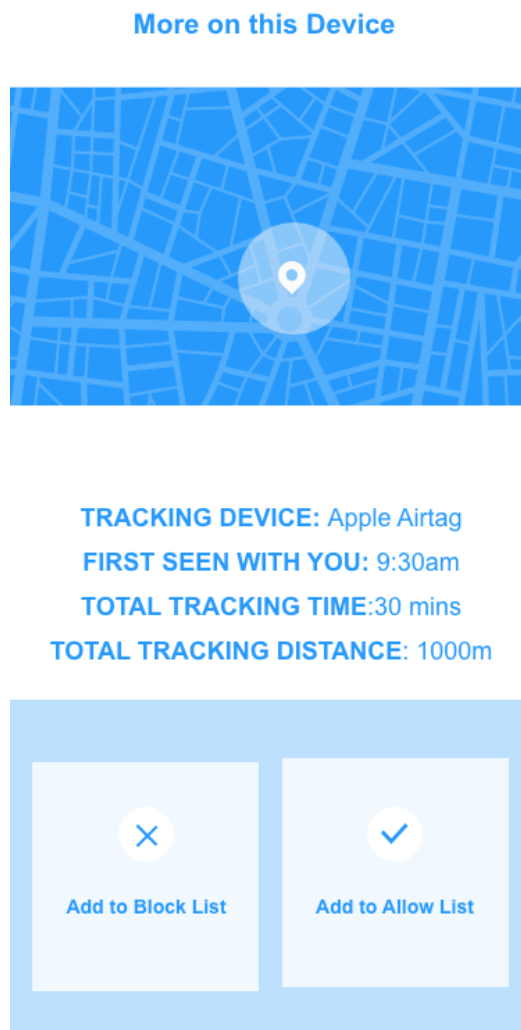 More on this Device
TRACKING DEVICE: Apple Airtag
FIRST SEEN WITH YOU: 9:30am
TOTAL TRACKING TIME:30 mins
TOTAL TRACKING DISTANCE: 1000m
Add to Block List
Add to Allow List